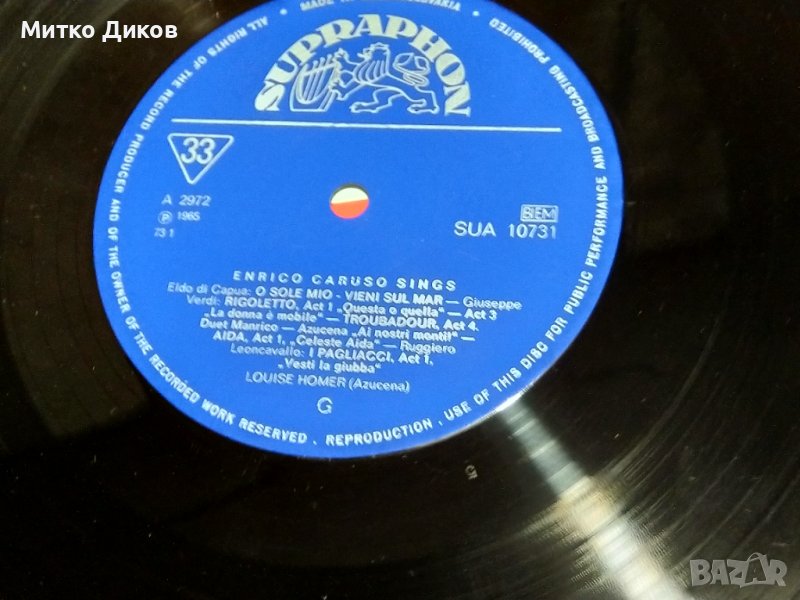 Митко Диков
ALL RIGHTS OF THE RECORD PRODUCER AND OF THE OWNER OF THE RECORDED WORK RESERVED . REPRODUCTION , USE OF THIS DISC FOR PUBLIC PERFORMANCE AND BROADCASTING PROHIBITED
MADE
SUPRAPHON
33
A 2972
Ⓟ 1965
73 1
BIEM
SUA 10731
ENRICO CARUSO SINGS
Eldo di Capua: O SOLE MIO - VIENI SUL MAR — Giuseppe
Verdi: RIGOLETTO, Act 1 „Questa o quella“ — Act 3
„La donna è mobile“ — TROUBADOUR, Act 4.
Duet Manrico — Azucena „Ai nostri monti!“ —
AIDA, Act 1, „Celeste Aida“ — Ruggiero
Leoncavallo: I PAGLIACCI, Act 1,
„Vesti la giubba“
LOUISE HOMER (Azucena)
G
BAZAR